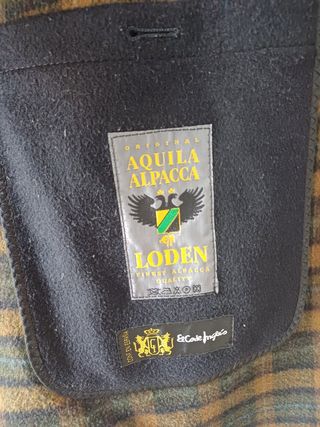 ORIGINAL
AQUILA
ALPACCA
LODEN
FINEST ALPACCA
QUALITY
El Corte Inglés